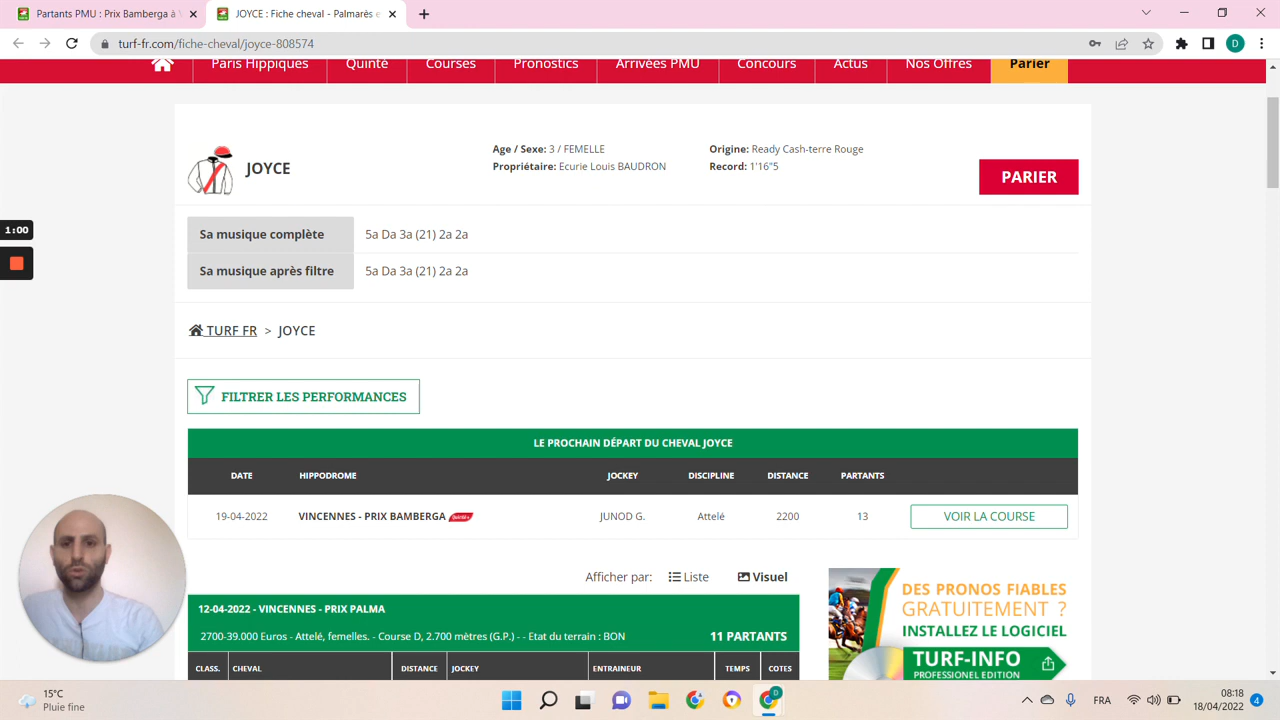 Partants PMU : Prix Bamberga à V
JOYCE : Fiche cheval - Palmarès e
turf-fr.com/fiche-cheval/joyce-808574
D
Paris Hippiques
Quinté
Courses
Pronostics
Arrivées PMU
Concours
Actus
Nos Offres
Parier
JOYCE
Age / Sexe: 3 / FEMELLE
Propriétaire: Ecurie Louis BAUDRON
Origine: Ready Cash-terre Rouge
Record: 1'16"5
PARIER
1:00
Sa musique complète
5a Da 3a (21) 2a 2a
Sa musique après filtre
5a Da 3a (21) 2a 2a
TURF FR > JOYCE
FILTRER LES PERFORMANCES
LE PROCHAIN DÉPART DU CHEVAL JOYCE
DATE HIPPODROME JOCKEY DISCIPLINE DISTANCE PARTANTS
19-04-2022 VINCENNES - PRIX BAMBERGA Quinté+ JUNOD G. Attelé 2200 13 VOIR LA COURSE
Afficher par: Liste Visuel
12-04-2022 - VINCENNES - PRIX PALMA
2700-39.000 Euros - Attelé, femelles. - Course D, 2.700 mètres (G.P.) - - Etat du terrain : BON
11 PARTANTS
CLASS. CHEVAL DISTANCE JOCKEY ENTRAINEUR TEMPS COTES
DES PRONOS FIABLES
GRATUITEMENT ?
INSTALLEZ LE LOGICIEL
TURF-INFO
PROFESSIONEL EDITION
15°C
Pluie fine
D
FRA
08:18
18/04/2022
4